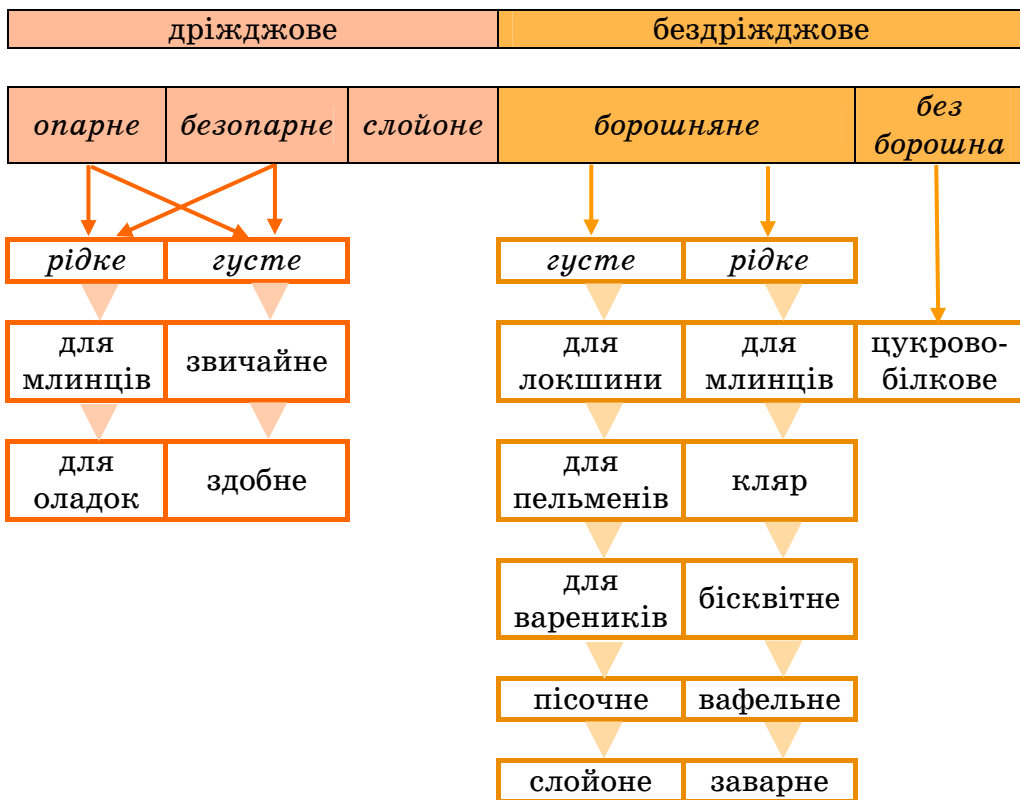 дріжджове бездріжджове
опарне безопарне слойоне борошняне без
борошна
рідке густе густе рідке
для
млинців
звичайне
для
локшини
для
млинців
цукрово-
білкове
для
оладок
здобне
для
пельменів
кляр
для
вареників
бісквітне
пісочне вафельне
слойоне заварне